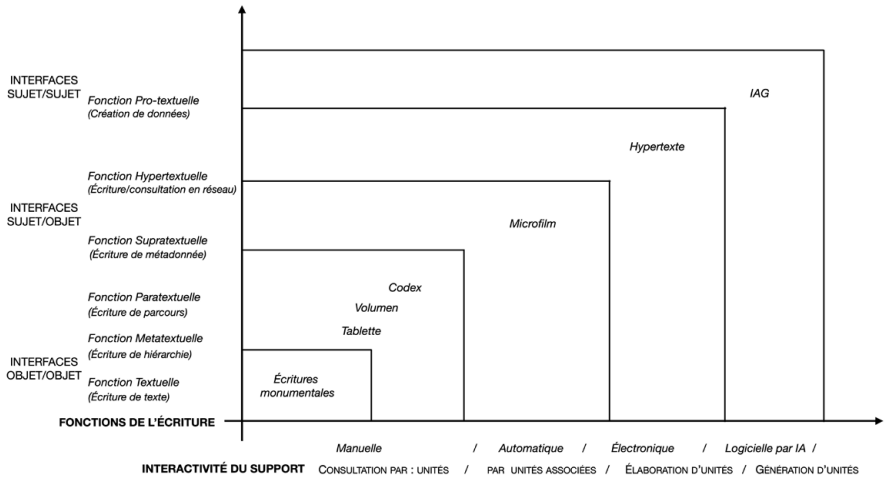 INTERFACES
SUJET/SUJET
Fonction Pro-textuelle
(Création de données)
IAG
Hypertexte
Fonction Hypertextuelle
(Écriture/consultation en réseau)
INTERFACES
SUJET/OBJET
Microfilm
Fonction Supratextuelle
(Écriture de métadonnée)
Codex
Fonction Paratextuelle
(Écriture de parcours)
Volumen
Tablette
Fonction Metatextuelle
(Écriture de hiérarchie)
INTERFACES
OBJET/OBJET
Fonction Textuelle
(Écriture de texte)
Écritures
monumentales
FONCTIONS DE L'ÉCRITURE
Manuelle / Automatique / Électronique / Logicielle par IA /
INTERACTIVITÉ DU SUPPORT CONSULTATION PAR : UNITÉS / PAR UNITÉS ASSOCIÉES / ÉLABORATION D'UNITÉS / GÉNÉRATION D'UNITÉS